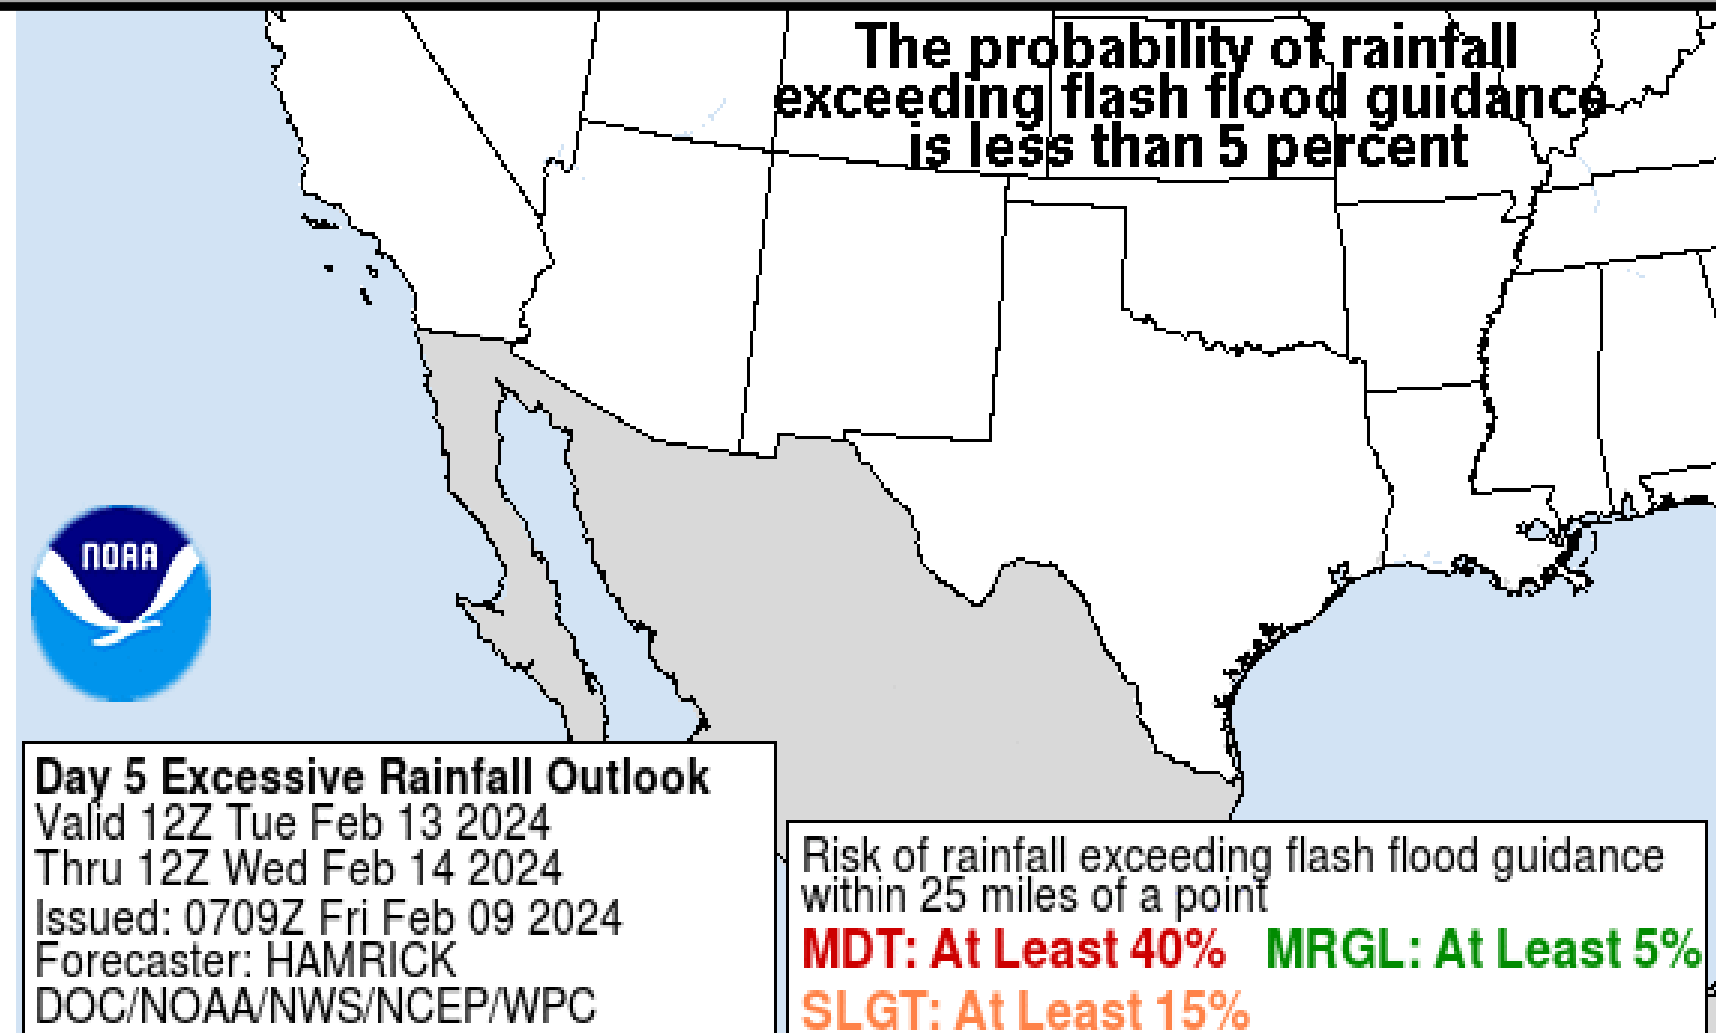 The probability of rainfall
exceeding flash flood guidance
is less than 5 percent
NOAA
Day 5 Excessive Rainfall Outlook
Valid 12Z Tue Feb 13 2024
Thru 12Z Wed Feb 14 2024
Issued: 0709Z Fri Feb 09 2024
Forecaster: HAMRICK
DOC/NOAA/NWS/NCEP/WPC
Risk of rainfall exceeding flash flood guidance
within 25 miles of a point
MDT: At Least 40% MRGL: At Least 5%
SLGT: At Least 15%